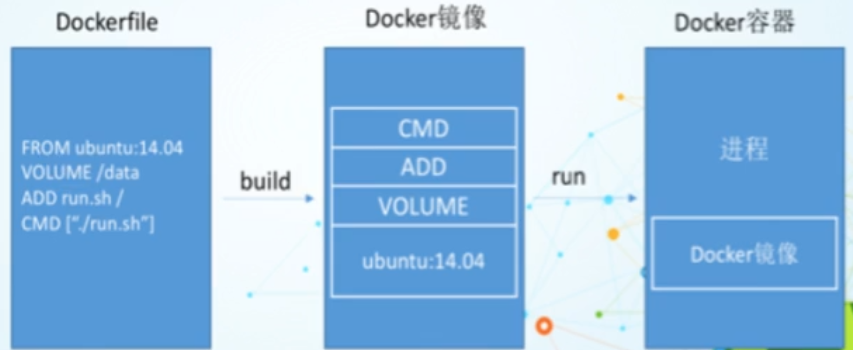 Dockerfile
FROM ubuntu:14.04
VOLUME /data
ADD run.sh /
CMD [“./run.sh”]
build
Docker镜像
CMD
ADD
VOLUME
ubuntu:14.04
run
Docker容器
进程
Docker镜像